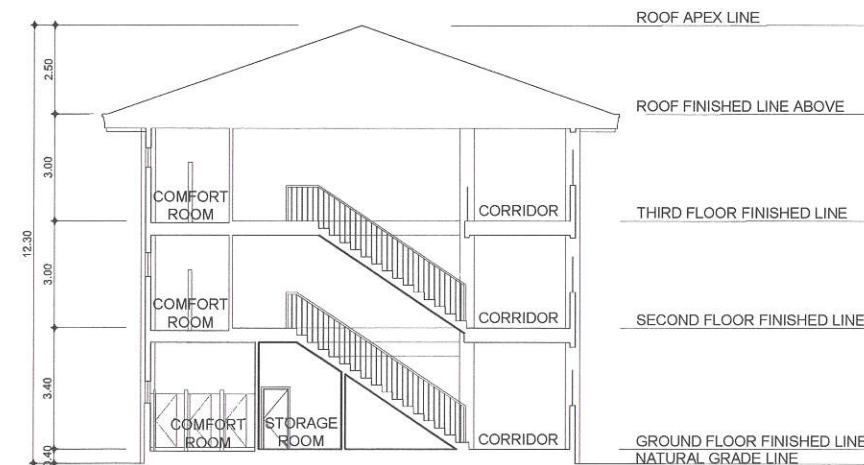 ROOF APEX LINE
2.50
ROOF FINISHED LINE ABOVE
3.00
COMFORT
ROOM
CORRIDOR
THIRD FLOOR FINISHED LINE
12.30
3.00
COMFORT
ROOM
CORRIDOR
SECOND FLOOR FINISHED LINE
3.40
COMFORT
ROOM
STORAGE
ROOM
CORRIDOR
GROUND FLOOR FINISHED LINE
NATURAL GRADE LINE
0.40